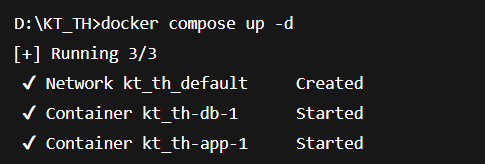 D:\KT_TH>docker compose up -d
[+] Running 3/3
✔ Network kt_th_default Created
✔ Container kt_th-db-1 Started
✔ Container kt_th-app-1 Started